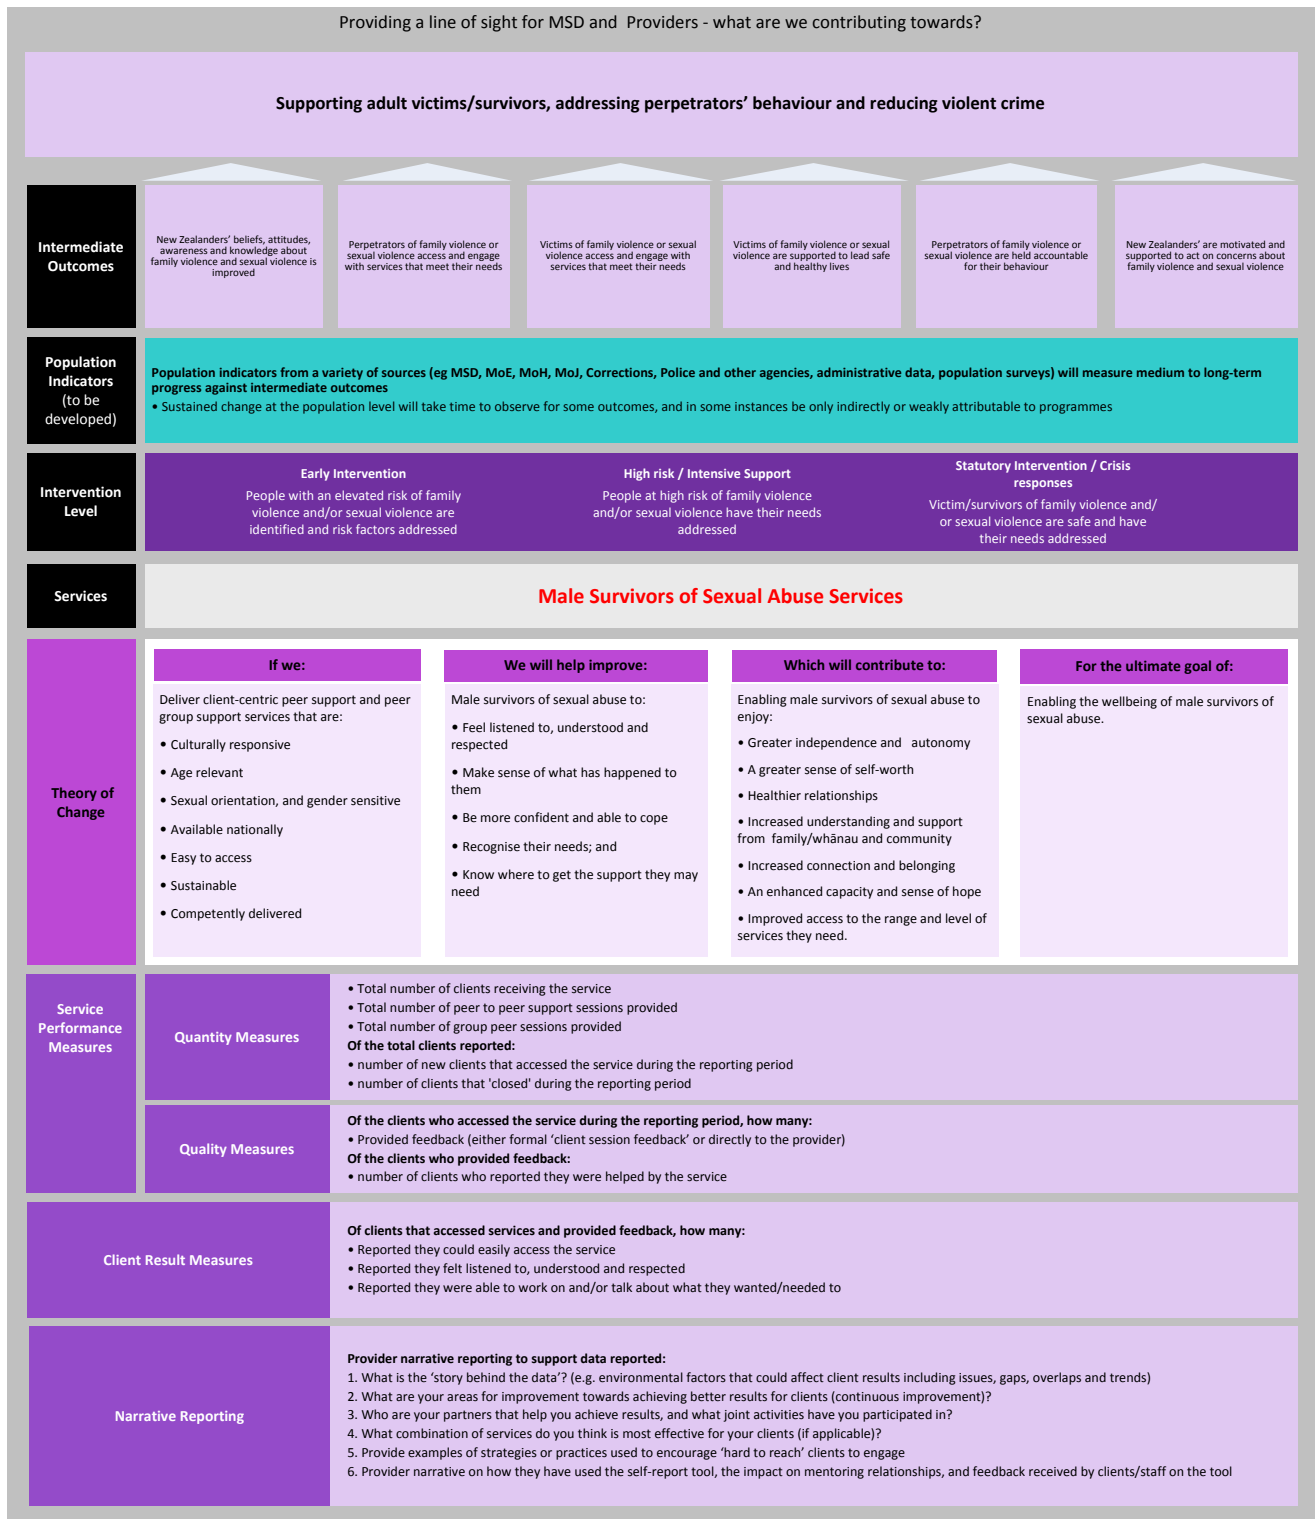 Providing a line of sight for MSD and  Providers - what are we contributing towards?
Supporting adult victims/survivors, addressing perpetrators’ behaviour and reducing violent crime
Intermediate
Outcomes
New Zealanders’ beliefs, attitudes,
awareness and knowledge about
family violence and sexual violence is
improved
Perpetrators of family violence or
sexual violence access and engage
with services that meet their needs
Victims of family violence or sexual
violence access and engage with
services that meet their needs
Victims of family violence or sexual
violence are supported to lead safe
and healthy lives
Perpetrators of family violence or
sexual violence are held accountable
for their behaviour
New Zealanders’ are motivated and
supported to act on concerns about
family violence and sexual violence
Population
Indicators
(to be
developed)
Population indicators from a variety of sources (eg MSD, MoE, MoH, MoJ, Corrections, Police and other agencies, administrative data, population surveys) will measure medium to long-term
progress against intermediate outcomes
• Sustained change at the population level will take time to observe for some outcomes, and in some instances be only indirectly or weakly attributable to programmes
Intervention
Level
Early Intervention
People with an elevated risk of family
violence and/or sexual violence are
identified and risk factors addressed
High risk / Intensive Support
People at high risk of family violence
and/or sexual violence have their needs
addressed
Statutory Intervention / Crisis
responses
Victim/survivors of family violence and/
or sexual violence are safe and have
their needs addressed
Services
Male Survivors of Sexual Abuse Services
Theory of
Change
If we:
Deliver client-centric peer support and peer
group support services that are:
• Culturally responsive
• Age relevant
• Sexual orientation, and gender sensitive
• Available nationally
• Easy to access
• Sustainable
• Competently delivered
We will help improve:
Male survivors of sexual abuse to:
• Feel listened to, understood and
respected
• Make sense of what has happened to
them
• Be more confident and able to cope
• Recognise their needs; and
• Know where to get the support they may
need
Which will contribute to:
Enabling male survivors of sexual abuse to
enjoy:
• Greater independence and  autonomy
• A greater sense of self-worth
• Healthier relationships
• Increased understanding and support
from  family/whānau and community
• Increased connection and belonging
• An enhanced capacity and sense of hope
• Improved access to the range and level of
services they need.
For the ultimate goal of:
Enabling the wellbeing of male survivors of
sexual abuse.
Service
Performance
Measures
Quantity Measures
• Total number of clients receiving the service
• Total number of peer to peer support sessions provided
• Total number of group peer sessions provided
Of the total clients reported:
• number of new clients that accessed the service during the reporting period
• number of clients that 'closed' during the reporting period
Quality Measures
Of the clients who accessed the service during the reporting period, how many:
• Provided feedback (either formal ‘client session feedback’ or directly to the provider)
Of the clients who provided feedback:
• number of clients who reported they were helped by the service
Client Result Measures
Of clients that accessed services and provided feedback, how many:
• Reported they could easily access the service
• Reported they felt listened to, understood and respected
• Reported they were able to work on and/or talk about what they wanted/needed to
Narrative Reporting
Provider narrative reporting to support data reported:
1. What is the ‘story behind the data’? (e.g. environmental factors that could affect client results including issues, gaps, overlaps and trends)
2. What are your areas for improvement towards achieving better results for clients (continuous improvement)?
3. Who are your partners that help you achieve results, and what joint activities have you participated in?
4. What combination of services do you think is most effective for your clients (if applicable)?
5. Provide examples of strategies or practices used to encourage ‘hard to reach’ clients to engage
6. Provider narrative on how they have used the self-report tool, the impact on mentoring relationships, and feedback received by clients/staff on the tool